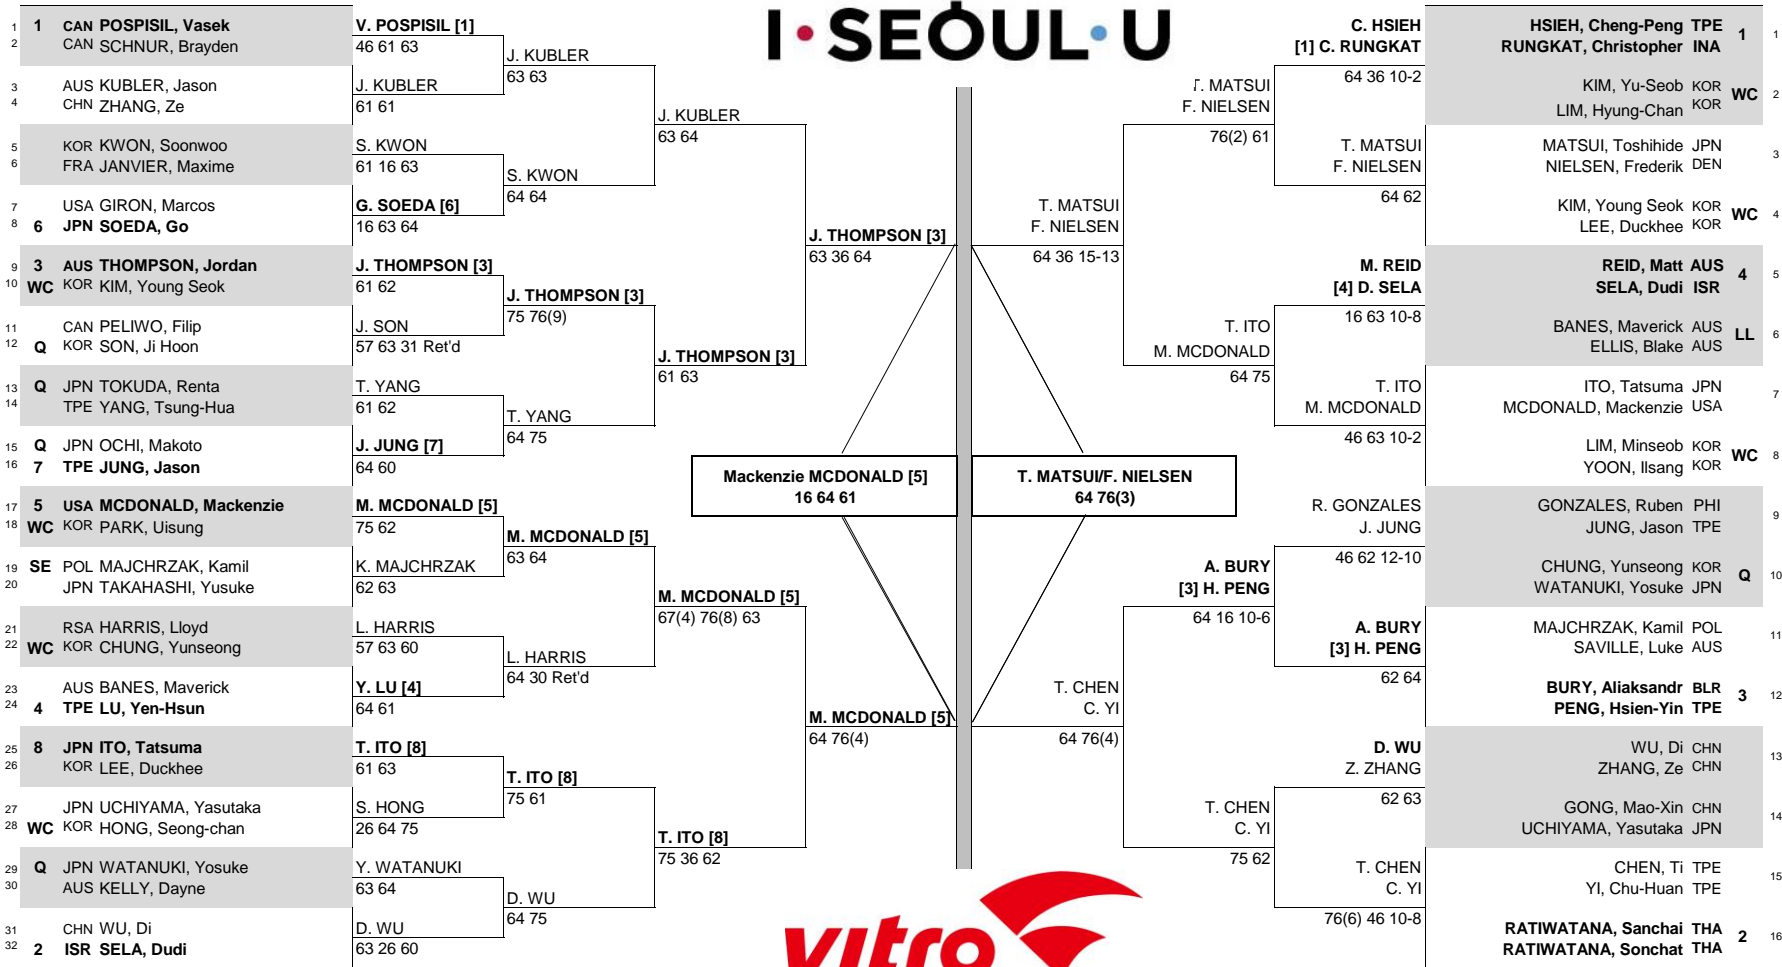 I•SEOUL•U
1 1 CAN POSPISIL, Vasek
2 CAN SCHNUR, Brayden
3 AUS KUBLER, Jason
4 CHN ZHANG, Ze
5 KOR KWON, Soonwoo
6 FRA JANVIER, Maxime
7 USA GIRON, Marcos
8 6 JPN SOEDA, Go
9 3 AUS THOMPSON, Jordan
10 WC KOR KIM, Young Seok
11 CAN PELIWO, Filip
12 Q KOR SON, Ji Hoon
13 Q JPN TOKUDA, Renta
14 TPE YANG, Tsung-Hua
15 Q JPN OCHI, Makoto
16 7 TPE JUNG, Jason
17 5 USA MCDONALD, Mackenzie
18 WC KOR PARK, Uisung
19 SE POL MAJCHRZAK, Kamil
20 JPN TAKAHASHI, Yusuke
21 RSA HARRIS, Lloyd
22 WC KOR CHUNG, Yunseong
23 AUS BANES, Maverick
24 4 TPE LU, Yen-Hsun
25 8 JPN ITO, Tatsuma
26 KOR LEE, Duckhee
27 JPN UCHIYAMA, Yasutaka
28 WC KOR HONG, Seong-chan
29 Q JPN WATANUKI, Yosuke
30 AUS KELLY, Dayne
31 CHN WU, Di
32 2 ISR SELA, Dudi
V. POSPISIL [1]
46 61 63
J. KUBLER
61 61
S. KWON
61 16 63
G. SOEDA [6]
16 63 64
J. THOMPSON [3]
61 62
J. SON
57 63 31 Ret'd
T. YANG
61 62
J. JUNG [7]
64 60
M. MCDONALD [5]
75 62
K. MAJCHRZAK
62 63
L. HARRIS
57 63 60
Y. LU [4]
64 61
T. ITO [8]
61 63
S. HONG
26 64 75
Y. WATANUKI
63 64
D. WU
63 26 60
J. KUBLER
63 63
S. KWON
64 64
J. THOMPSON [3]
75 76(9)
T. YANG
64 75
M. MCDONALD [5]
63 64
L. HARRIS
64 30 Ret'd
T. ITO [8]
75 61
D. WU
64 75
J. KUBLER
63 64
J. THOMPSON [3]
61 63
M. MCDONALD [5]
67(4) 76(8) 63
T. ITO [8]
75 36 62
J. THOMPSON [3]
63 36 64
M. MCDONALD [5]
64 76(4)
Mackenzie MCDONALD [5]
16 64 61
T. MATSUI/F. NIELSEN
64 76(3)
T. MATSUI
F. NIELSEN
64 36 15-13
T. CHEN
C. YI
64 76(4)
T. MATSUI
F. NIELSEN
76(2) 61
T. ITO
M. MCDONALD
64 75
A. BURY
[3] H. PENG
64 16 10-6
T. CHEN
C. YI
75 62
C. HSIEH
[1] C. RUNGKAT
64 36 10-2
T. MATSUI
F. NIELSEN
64 62
M. REID
[4] D. SELA
16 63 10-8
T. ITO
M. MCDONALD
46 63 10-2
R. GONZALES
J. JUNG
46 62 12-10
A. BURY
[3] H. PENG
62 64
D. WU
Z. ZHANG
62 63
T. CHEN
C. YI
76(6) 46 10-8
HSIEH, Cheng-Peng TPE 1 1
RUNGKAT, Christopher INA
KIM, Yu-Seob KOR WC 2
LIM, Hyung-Chan KOR
MATSUI, Toshihide JPN 3
NIELSEN, Frederik DEN
KIM, Young Seok KOR WC 4
LEE, Duckhee KOR
REID, Matt AUS 4 5
SELA, Dudi ISR
BANES, Maverick AUS LL 6
ELLIS, Blake AUS
ITO, Tatsuma JPN 7
MCDONALD, Mackenzie USA
LIM, Minseob KOR WC 8
YOON, Ilsang KOR
GONZALES, Ruben PHI 9
JUNG, Jason TPE
CHUNG, Yunseong KOR Q 10
WATANUKI, Yosuke JPN
MAJCHRZAK, Kamil POL 11
SAVILLE, Luke AUS
BURY, Aliaksandr BLR 3 12
PENG, Hsien-Yin TPE
WU, Di CHN 13
ZHANG, Ze CHN
GONG, Mao-Xin CHN 14
UCHIYAMA, Yasutaka JPN
CHEN, Ti TPE 15
YI, Chu-Huan TPE
RATIWATANA, Sanchai THA 2 16
RATIWATANA, Sonchat THA
vitro